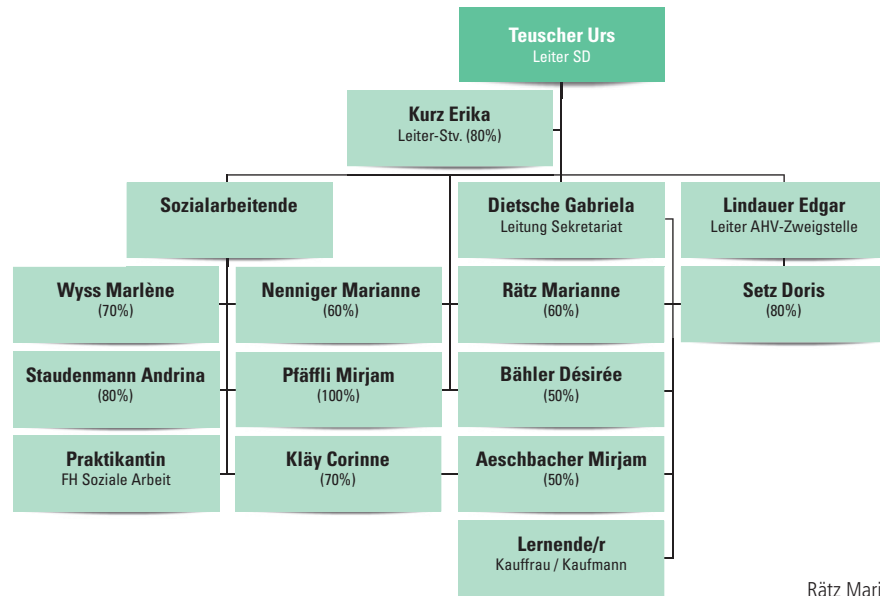 Teuscher Urs
Leiter SD
Kurz Erika
Leiter-Stv. (80%)
Sozialarbeitende
Dietsche Gabriela
Leitung Sekretariat
Lindauer Edgar
Leiter AHV-Zweigstelle
Wyss Marlène
(70%)
Nenniger Marianne
(60%)
Rätz Marianne
(60%)
Setz Doris
(80%)
Staudenmann Andrina
(80%)
Pfäffli Mirjam
(100%)
Bähler Désirée
(50%)
Praktikantin
FH Soziale Arbeit
Kläy Corinne
(70%)
Aeschbacher Mirjam
(50%)
Lernende/r
Kauffrau / Kaufmann
Rätz Mari